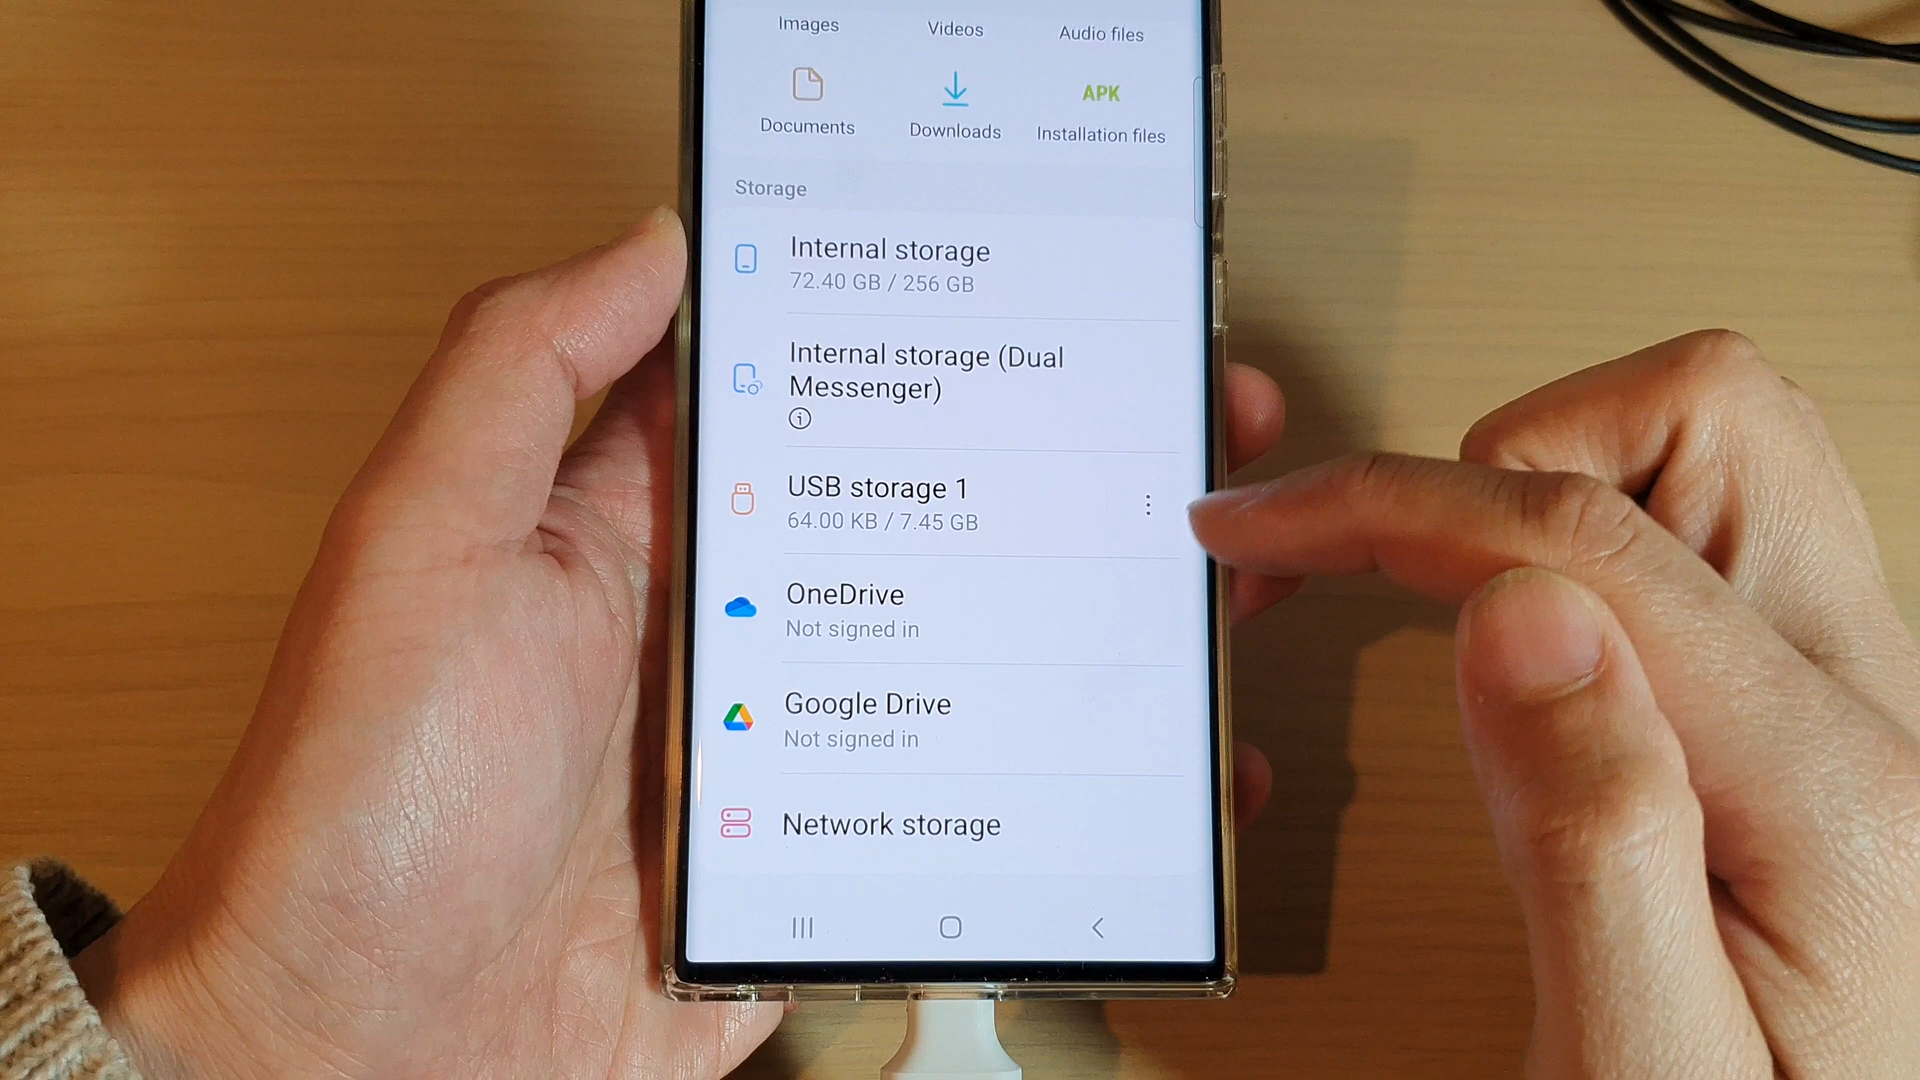 Images
Videos
Audio files
APK
Documents
Downloads
Installation files
Storage
Internal storage
72.40 GB / 256 GB
Internal storage (Dual
Messenger)
USB storage 1
64.00 KB / 7.45 GB
OneDrive
Not signed in
Google Drive
Not signed in
Network storage